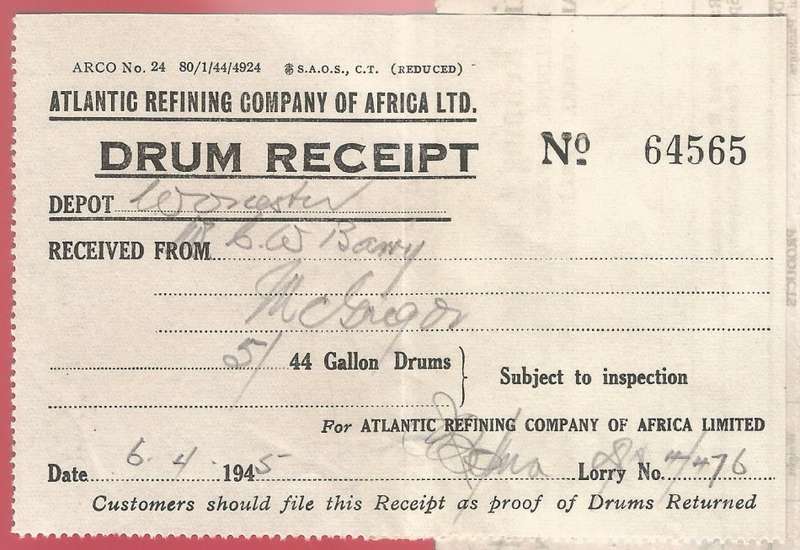 ARCO No. 24 80/1/44/4924 S.A.O.S., C.T. (REDUCED)
ATLANTIC REFINING COMPANY OF AFRICA LTD.
DRUM RECEIPT Nº 64565
DEPOT Worcester
RECEIVED FROM C. W Barry
McGregor
5/ 44 Gallon Drums
Subject to inspection
For ATLANTIC REFINING COMPANY OF AFRICA LIMITED
Date 6.4.1945 Lorry No.
Customers should file this Receipt as proof of Drums Returned
PRODUCTS